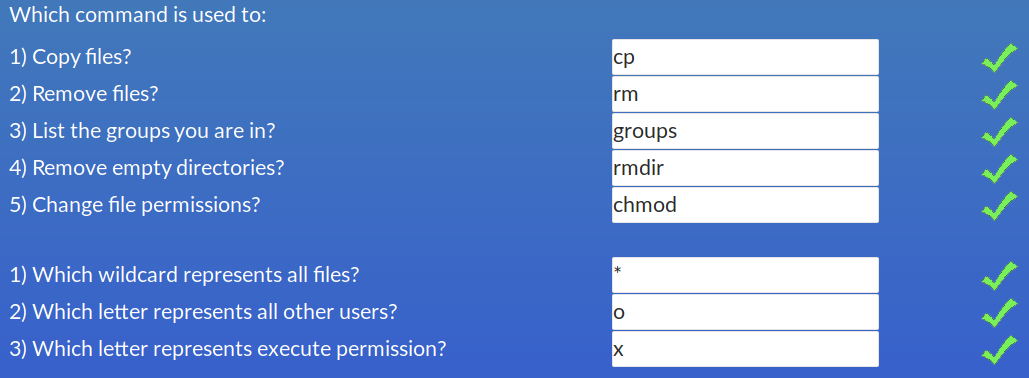 Which command is used to:
1) Copy files? cp
2) Remove files? rm
3) List the groups you are in? groups
4) Remove empty directories? rmdir
5) Change file permissions? chmod
1) Which wildcard represents all files? *
2) Which letter represents all other users? o
3) Which letter represents execute permission? x